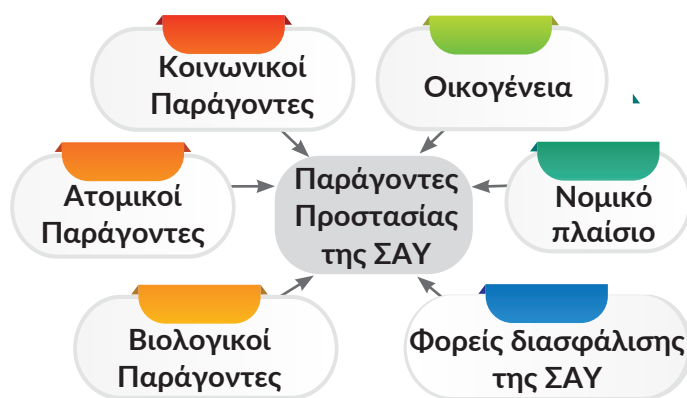 Κοινωνικοί
Παράγοντες
Οικογένεια
Ατομικοί
Παράγοντες
Παράγοντες
Προστασίας
της ΣΑΥ
Νομικό
πλαίσιο
Βιολογικοί
Παράγοντες
Φορείς διασφάλισης
της ΣΑΥ